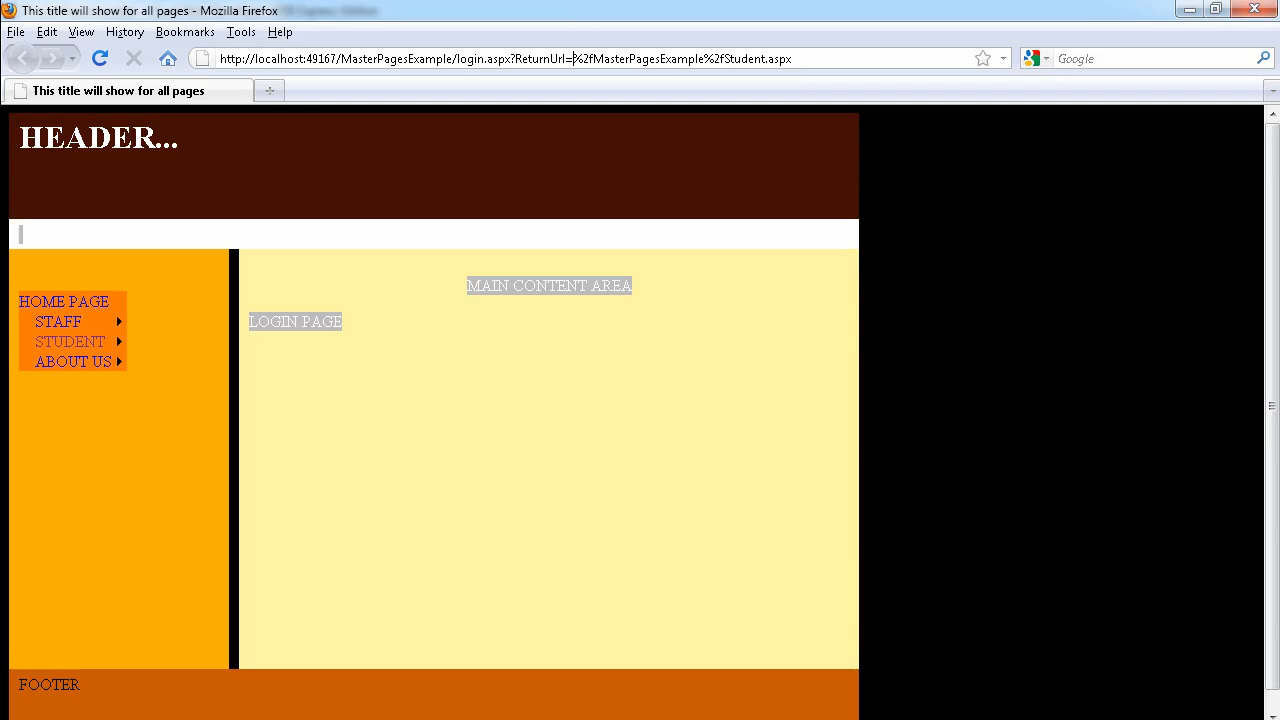 This title will show for all pages - Mozilla Firefox
File Edit View History Bookmarks Tools Help
http://localhost:49167/MasterPagesExample/login.aspx?ReturnUrl=%2fMasterPagesExample%2fStudent.aspx
Google
This title will show for all pages
HEADER...
MAIN CONTENT AREA
HOME PAGE
LOGIN PAGE
STAFF
STUDENT
ABOUT US
FOOTER